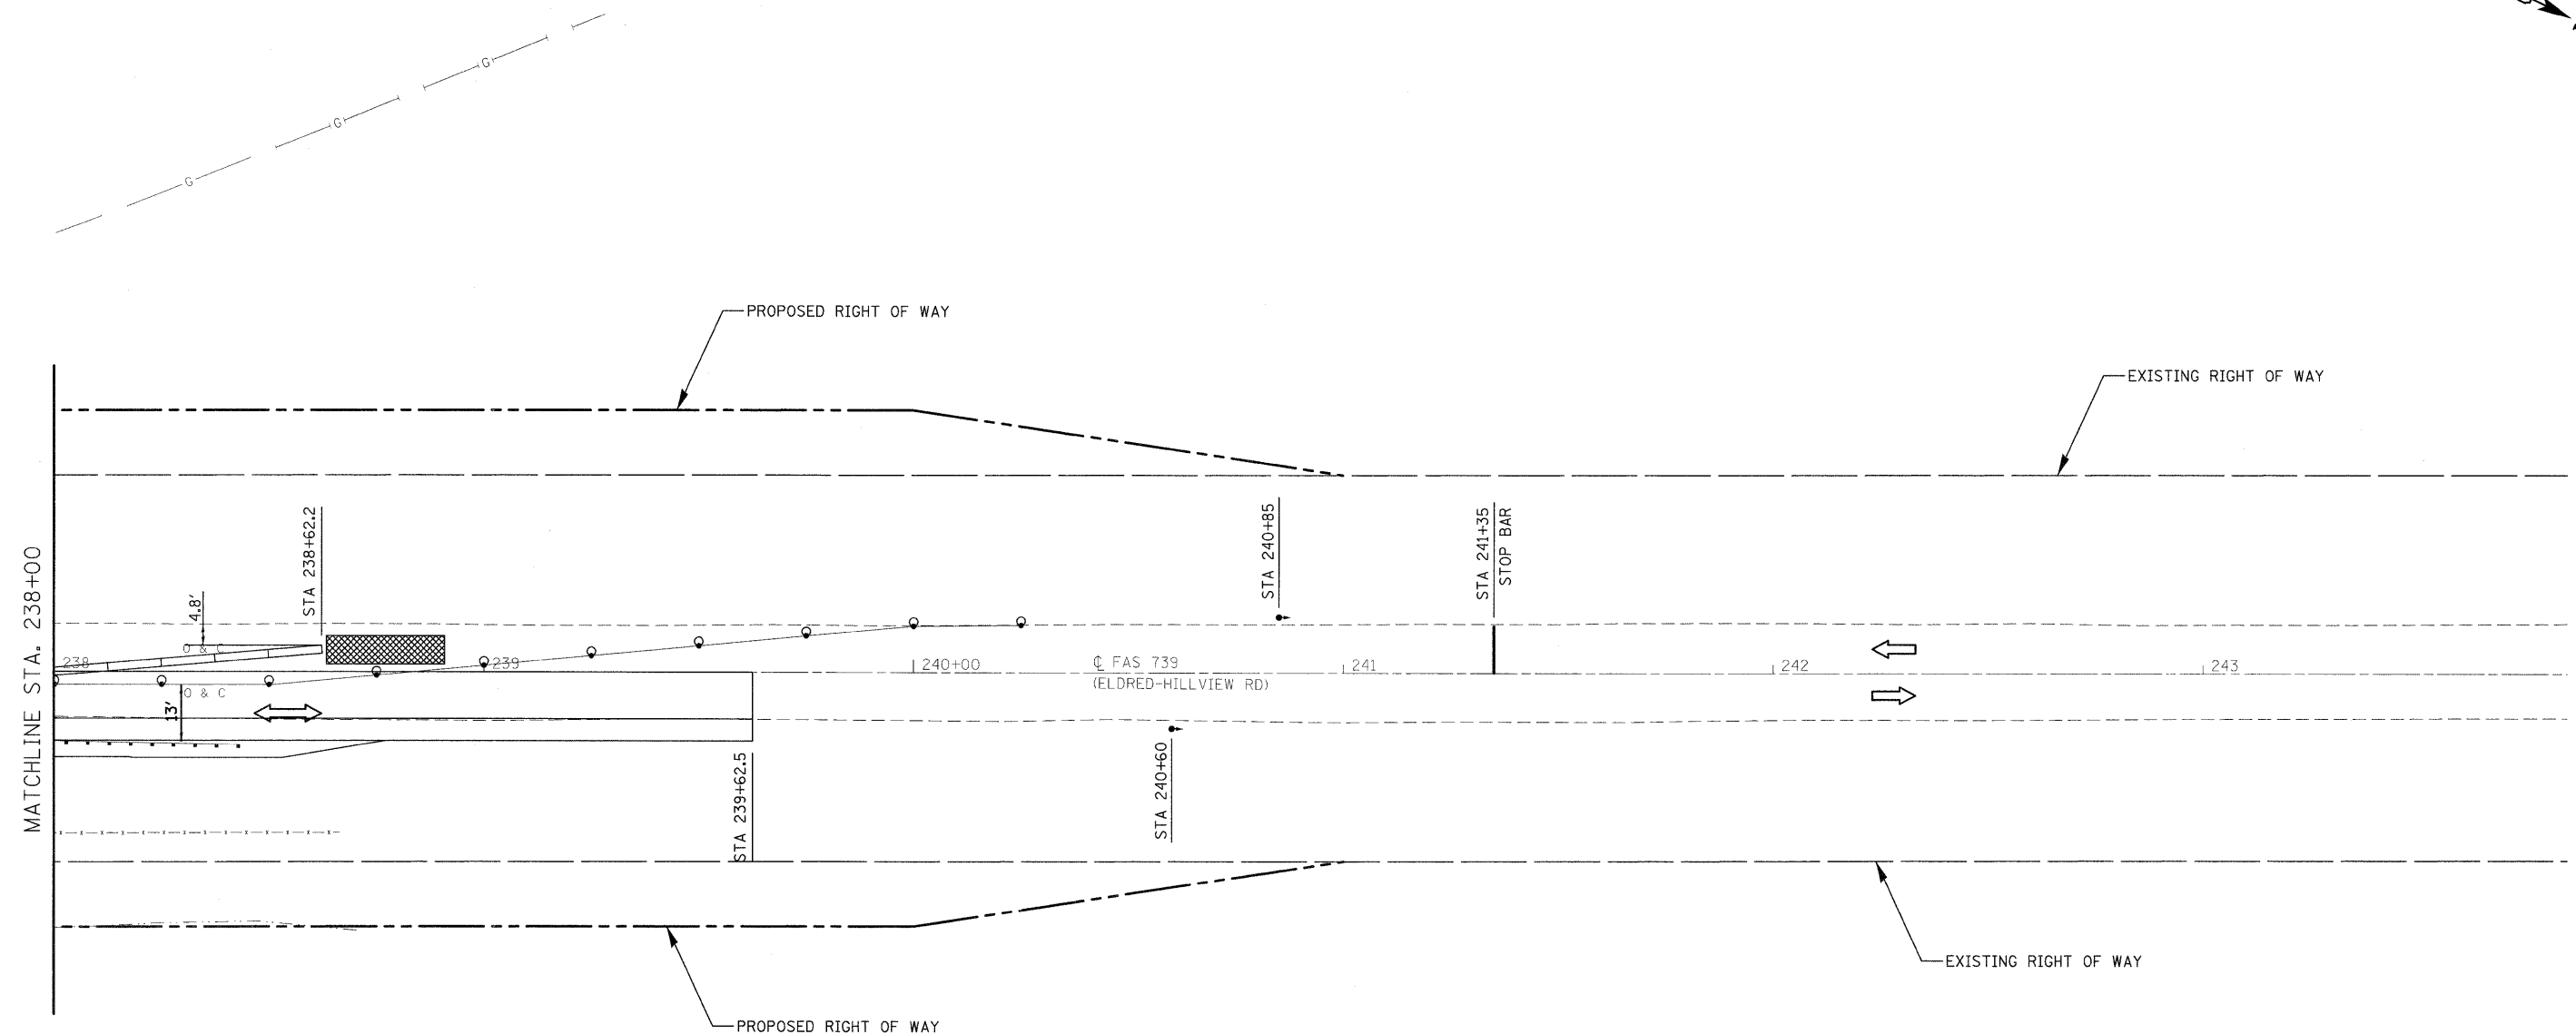 G
G
G
PROPOSED RIGHT OF WAY
EXISTING RIGHT OF WAY
MATCHLINE STA. 238+00
4.8'
STA 238+62.2
STA 240+85
STA 241+35
STOP BAR
O & C
238
239
240+00
℄ FAS 739
(ELDRED-HILLVIEW RD)
241
242
243
O & C
13'
STA 239+62.5
STA 240+60
EXISTING RIGHT OF WAY
PROPOSED RIGHT OF WAY